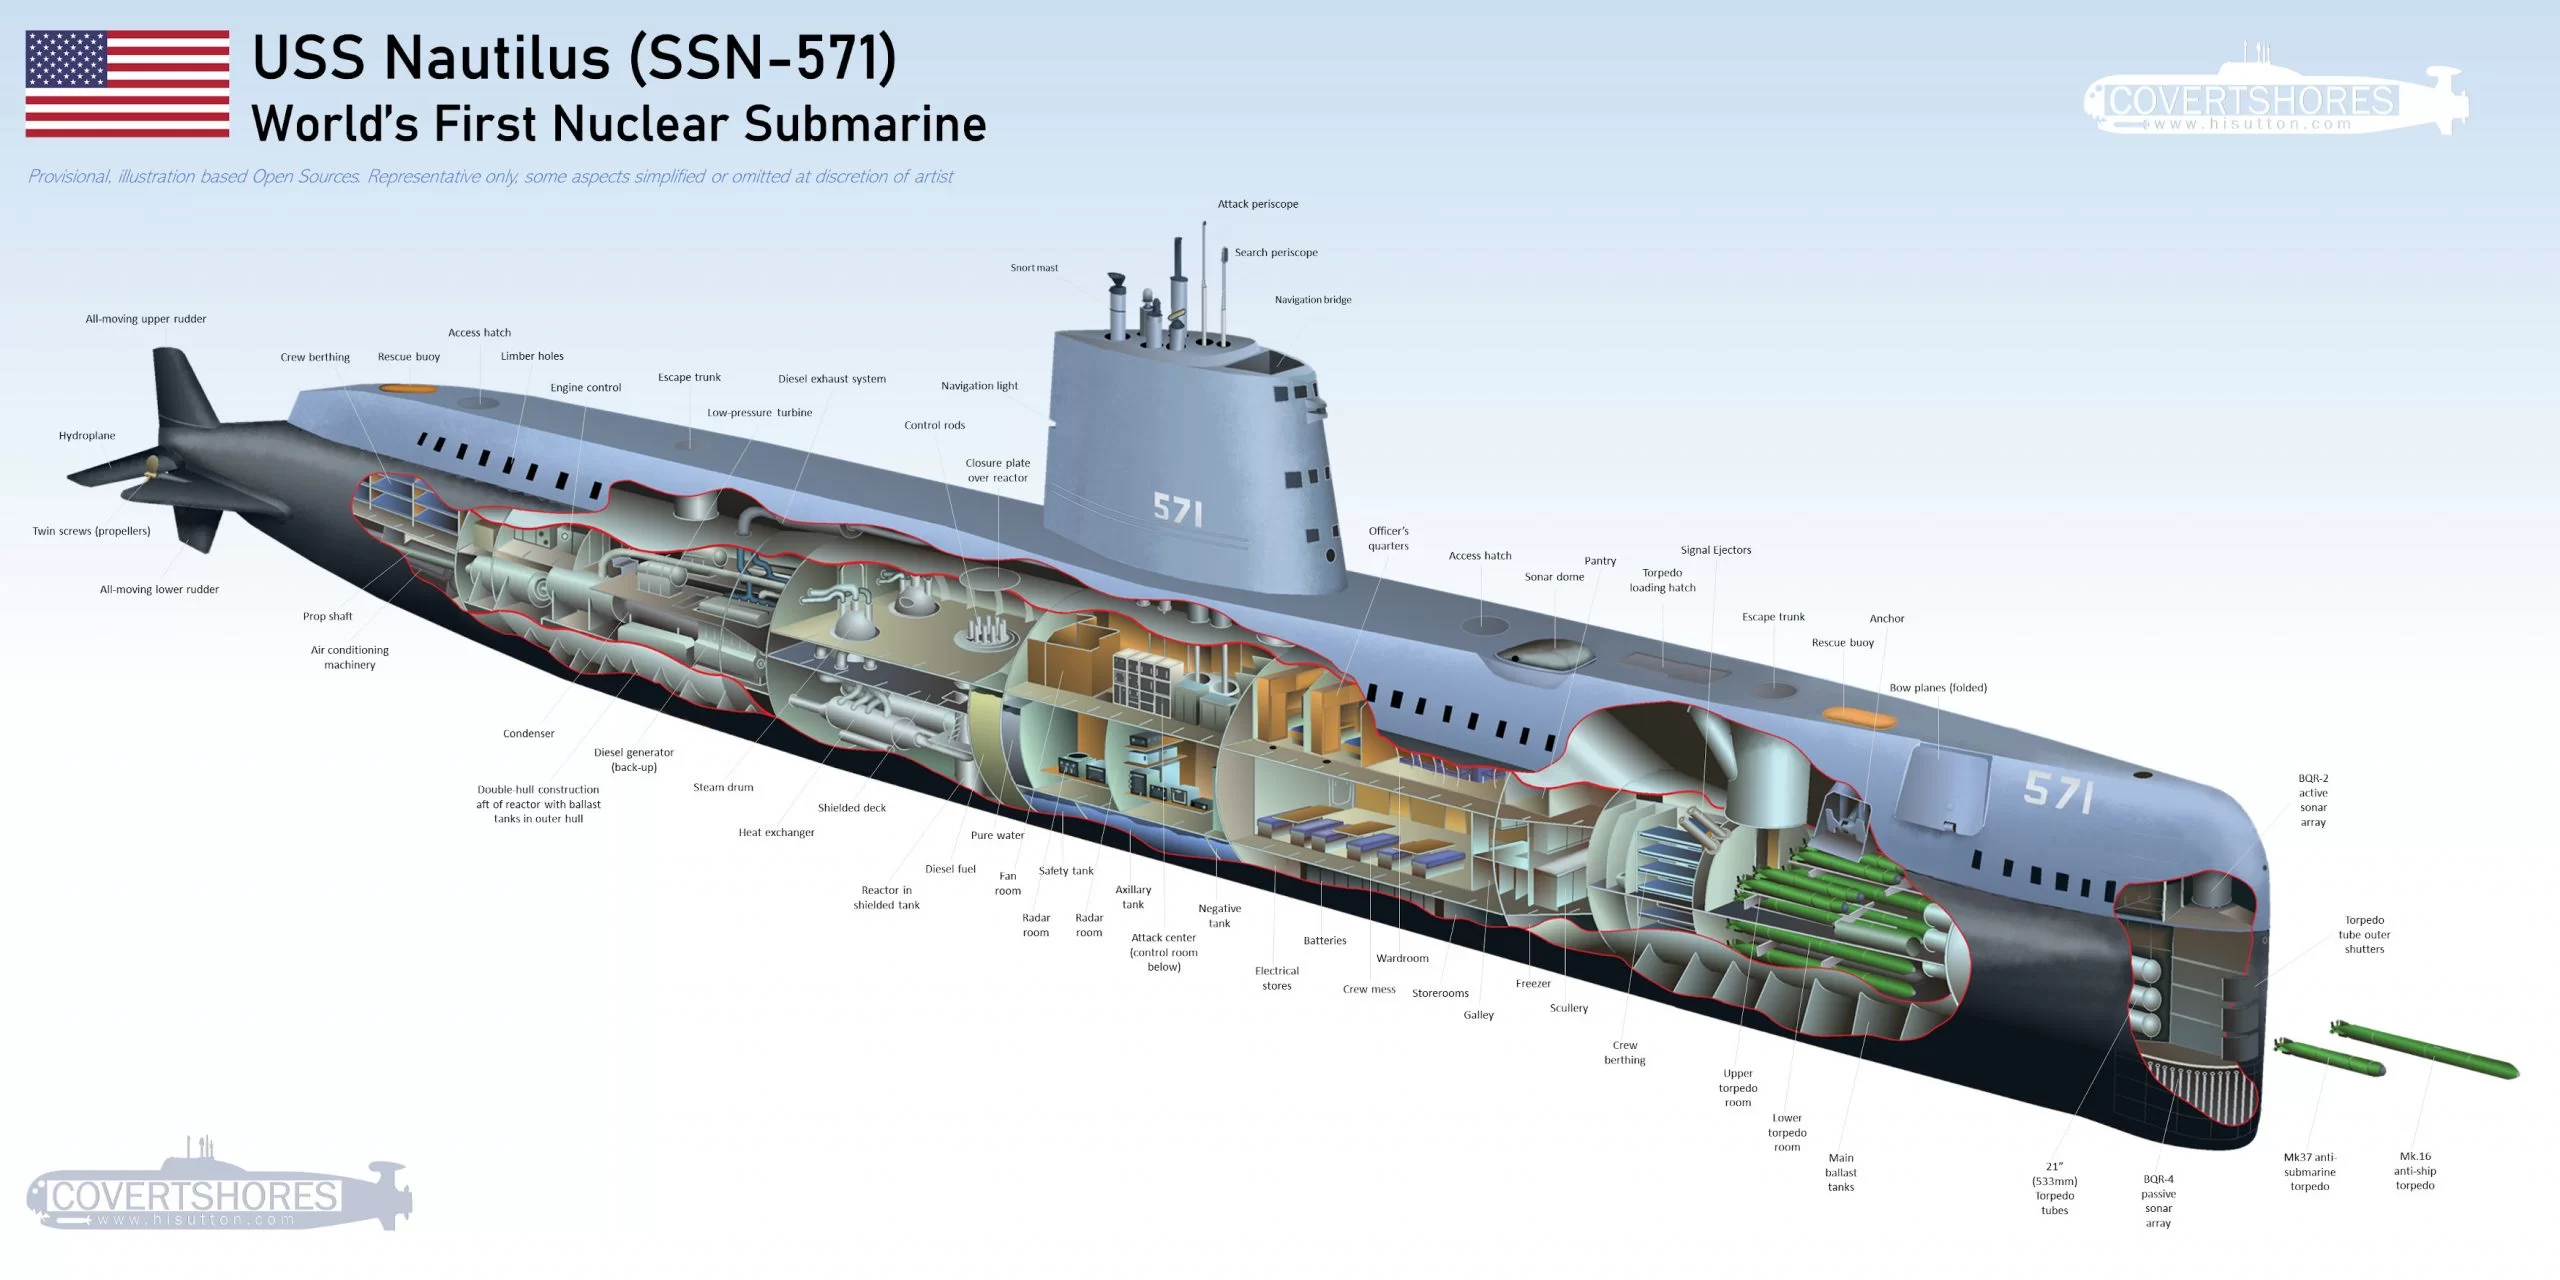 USS Nautilus (SSN-571)
World's First Nuclear Submarine
Provisional, illustration based Open Sources. Representative only, some aspects simplified or omitted at discretion of artist
COVERTSHORES
www.hisutton.com
Attack periscope
Search periscope
Snort mast
Navigation bridge
All-moving upper rudder
Access hatch
Crew berthing
Rescue buoy
Limber holes
Engine control
Escape trunk
Diesel exhaust system
Navigation light
Low-pressure turbine
Control rods
Hydroplane
Closure plate
over reactor
571
Twin screws (propellers)
Officer's
quarters
Access hatch
Signal Ejectors
Pantry
Sonar dome
Torpedo
loading hatch
All-moving lower rudder
Prop shaft
Escape trunk
Anchor
Rescue buoy
Air conditioning
machinery
Bow planes (folded)
571
Condenser
Diesel generator
(back-up)
Double-hull construction
aft of reactor with ballast
tanks in outer hull
Steam drum
Shielded deck
Heat exchanger
BQR-2
active
sonar
array
Pure water
Diesel fuel
Fan
room
Safety tank
Reactor in
shielded tank
Axillary
tank
Radar
room
Radar
room
Negative
tank
Attack center
(control room
below)
Batteries
Wardroom
Torpedo
tube outer
shutters
Electrical
stores
Crew mess
Storerooms
Freezer
Galley
Scullery
Crew
berthing
Upper
torpedo
room
Lower
torpedo
room
Main
ballast
tanks
21”
(533mm)
Torpedo
tubes
BQR-4
passive
sonar
array
Mk37 anti-
submarine
torpedo
Mk.16
anti-ship
torpedo
COVERTSHORES
www.hisutton.com